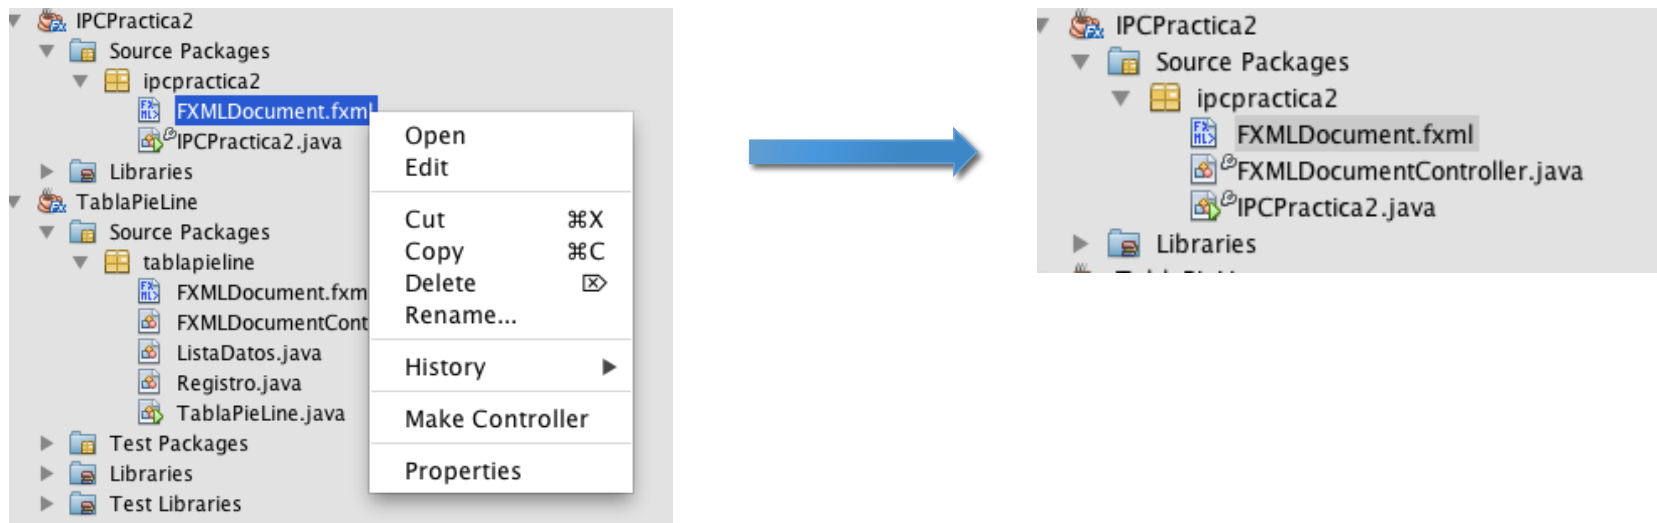 IPCPractica2
Source Packages
ipcpractica2
FXMLDocument.fxml
IPCPractica2.java
Libraries
TablaPieLine
Source Packages
tablapieline
FXMLDocument.fxm
FXMLDocumentCont
ListaDatos.java
Registro.java
TablaPieLine.java
Test Packages
Libraries
Test Libraries
Open
Edit
Cut ⌘X
Copy ⌘C
Delete ⌦
Rename...
History
Make Controller
Properties
IPCPractica2
Source Packages
ipcpractica2
FXMLDocument.fxml
FXMLDocumentController.java
IPCPractica2.java
Libraries